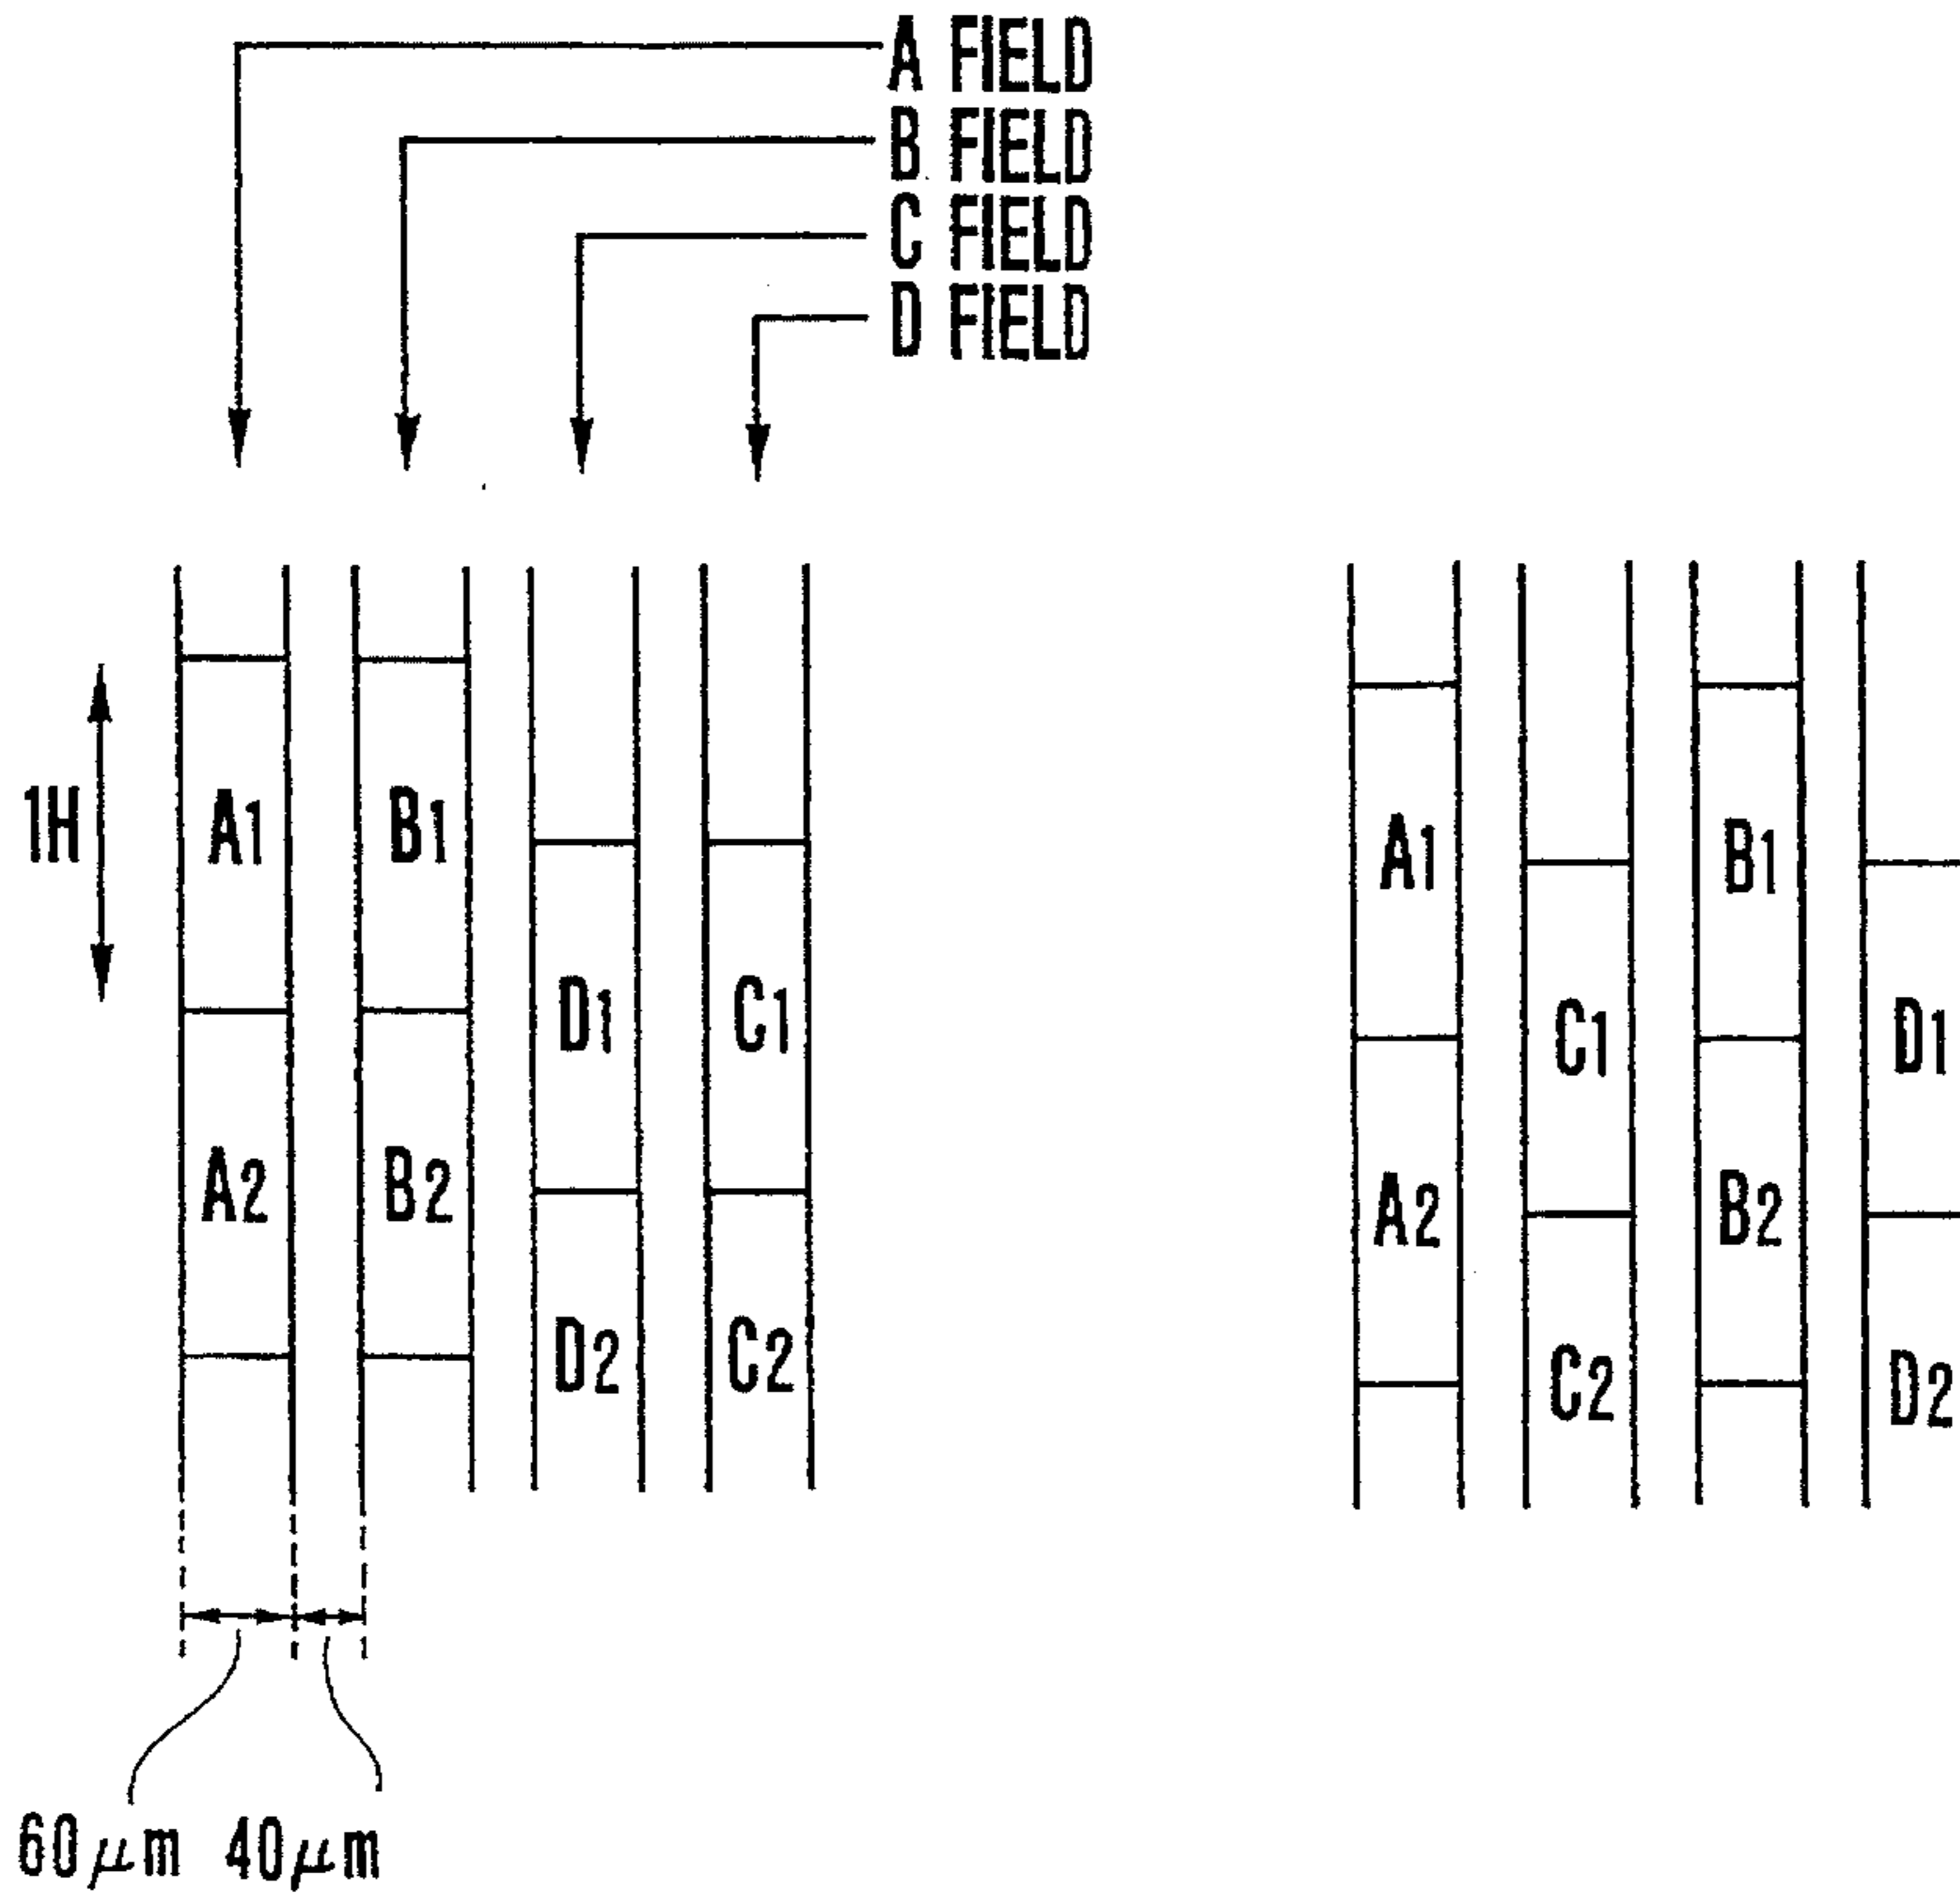 A FIELD
B FIELD
C FIELD
D FIELD
1H
A1
B1
D1
C1
A2
B2
D2
C2
60μm
40μm
A1
C1
B1
D1
A2
C2
B2
D2